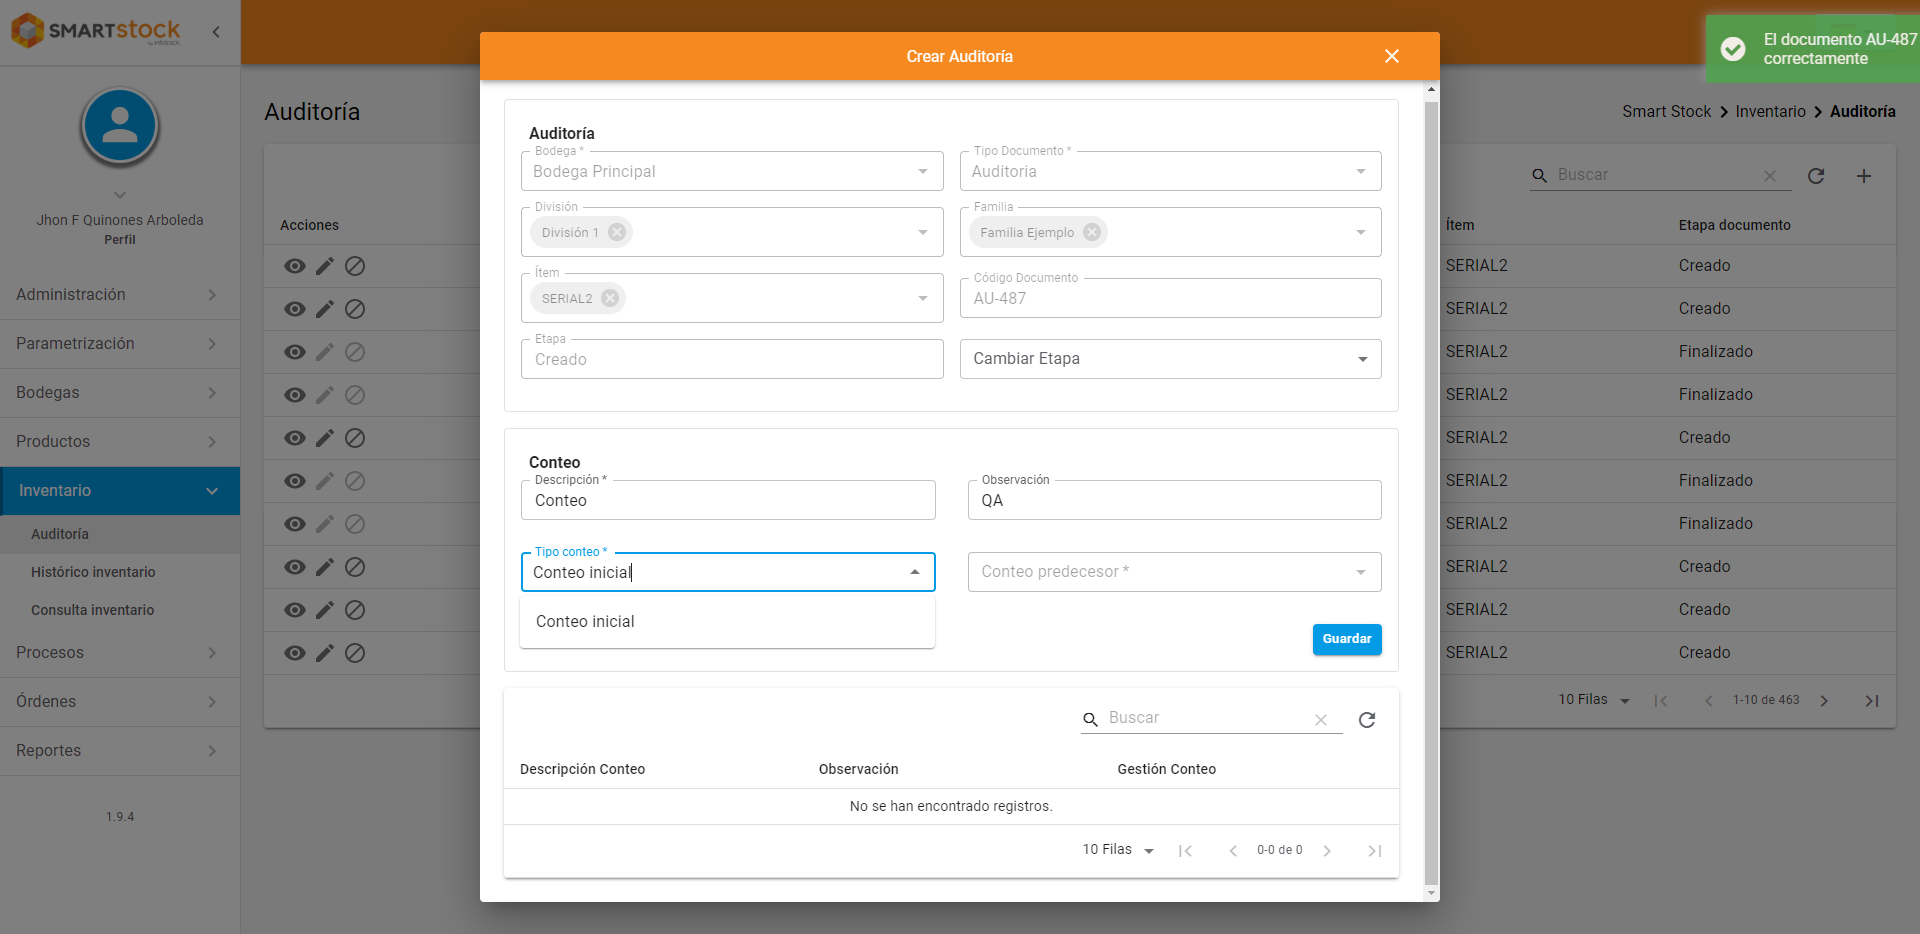 SMARTSTOCK
by infotrack
Jhon F Quinones Arboleda
Perfil
Administración
Parametrización
Bodegas
Productos
Inventario
Auditoría
Histórico inventario
Consulta inventario
Procesos
Órdenes
Reportes
1.9.4
Auditoría
Acciones
Crear Auditoría
Auditoría
Bodega *
Bodega Principal
Tipo Documento *
Auditoria
División
División 1
Familia
Familia Ejemplo
Ítem
SERIAL2
Código Documento
AU-487
Etapa
Creado
Cambiar Etapa
Conteo
Descripción *
Conteo
Observación
QA
Tipo conteo *
Conteo inicial
Conteo predecesor *
Conteo inicial
Guardar
Buscar
Descripción Conteo Observación Gestión Conteo
No se han encontrado registros.
10 Filas 0-0 de 0
El documento AU-487
correctamente
Smart Stock Inventario Auditoría
Buscar
Ítem Etapa documento
SERIAL2 Creado
SERIAL2 Creado
SERIAL2 Finalizado
SERIAL2 Finalizado
SERIAL2 Creado
SERIAL2 Finalizado
SERIAL2 Finalizado
SERIAL2 Creado
SERIAL2 Creado
SERIAL2 Creado
10 Filas 1-10 de 463